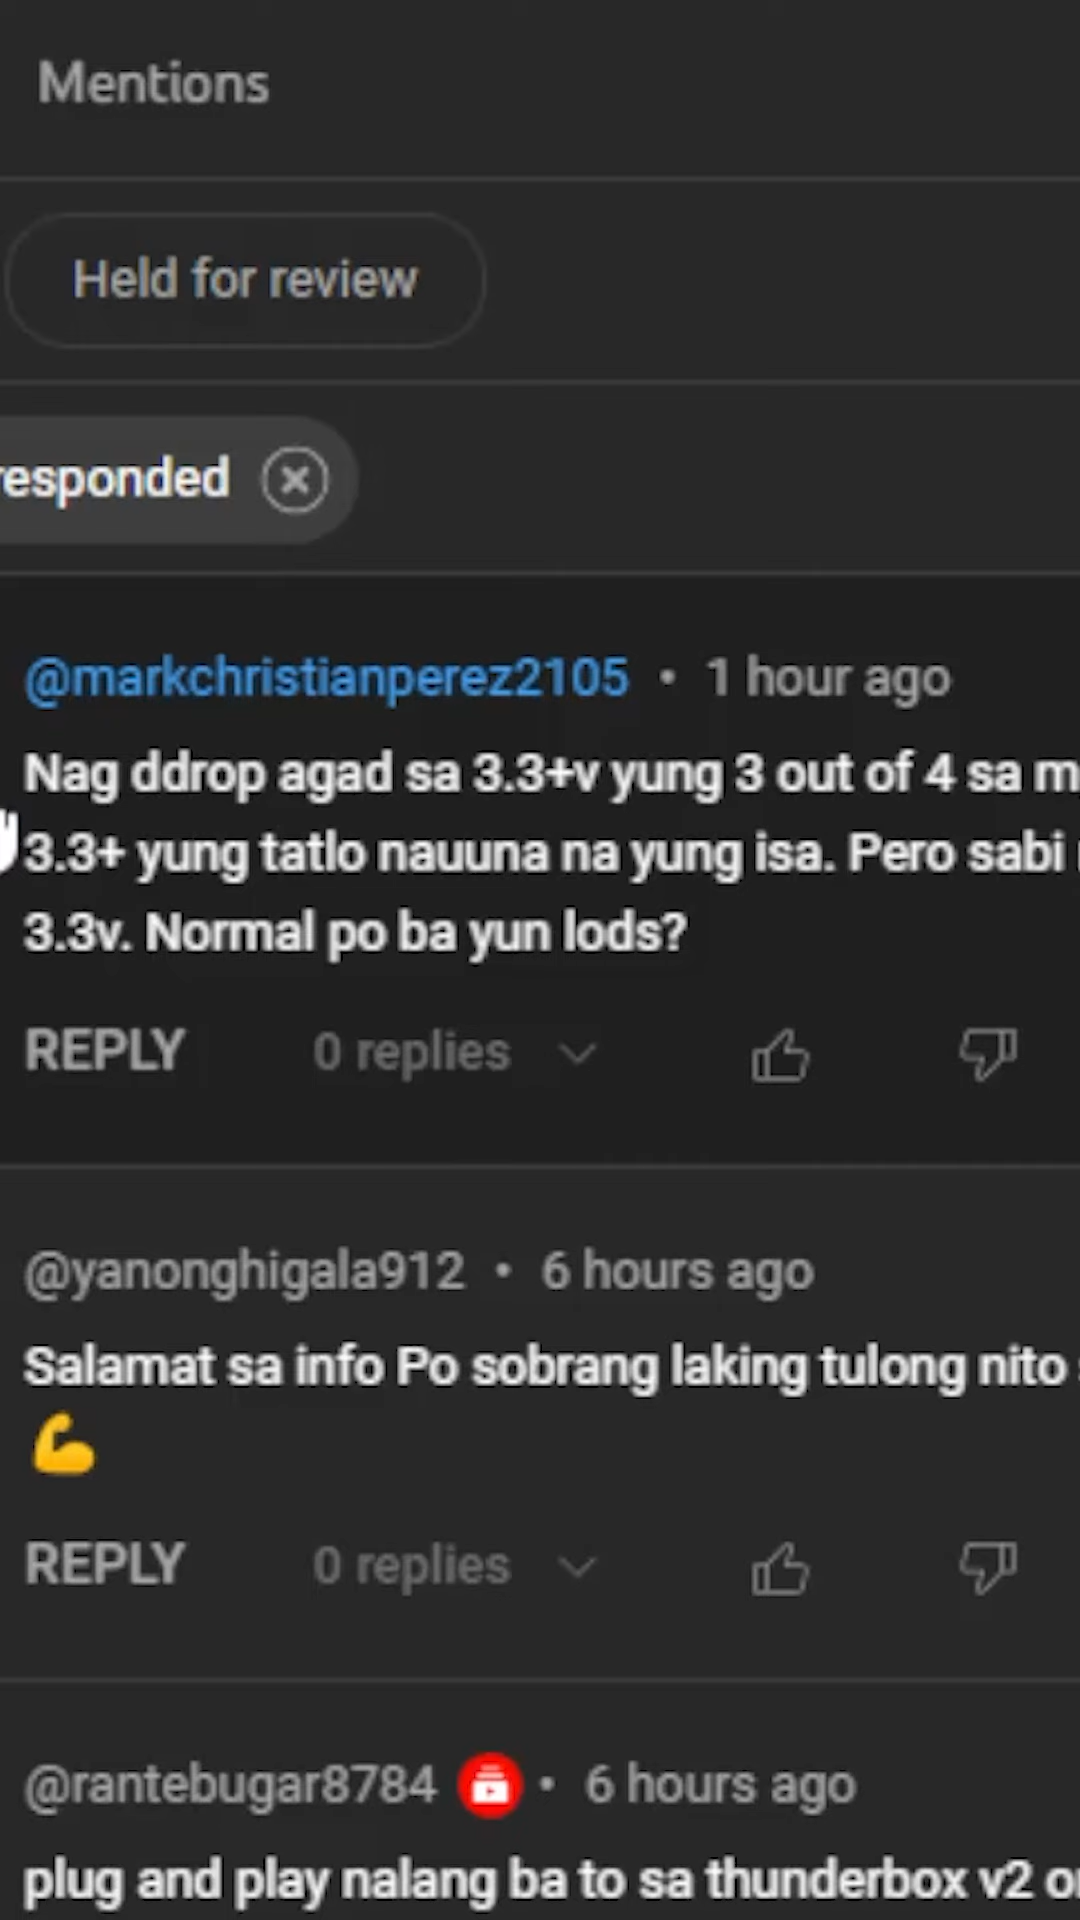 Mentions
Held for review
responded
@markchristianperez2105 • 1 hour ago
Nag ddrop agad sa 3.3+v yung 3 out of 4 sa
3.3+ yung tatlo nauuna na yung isa. Pero sabi
3.3v. Normal po ba yun lods?
REPLY 0 replies
@yanonghigala912 • 6 hours ago
Salamat sa info Po sobrang laking tulong nito
💪
REPLY 0 replies
@rantebugar8784 • 6 hours ago
plug and play nalang ba to sa thunderbox v2